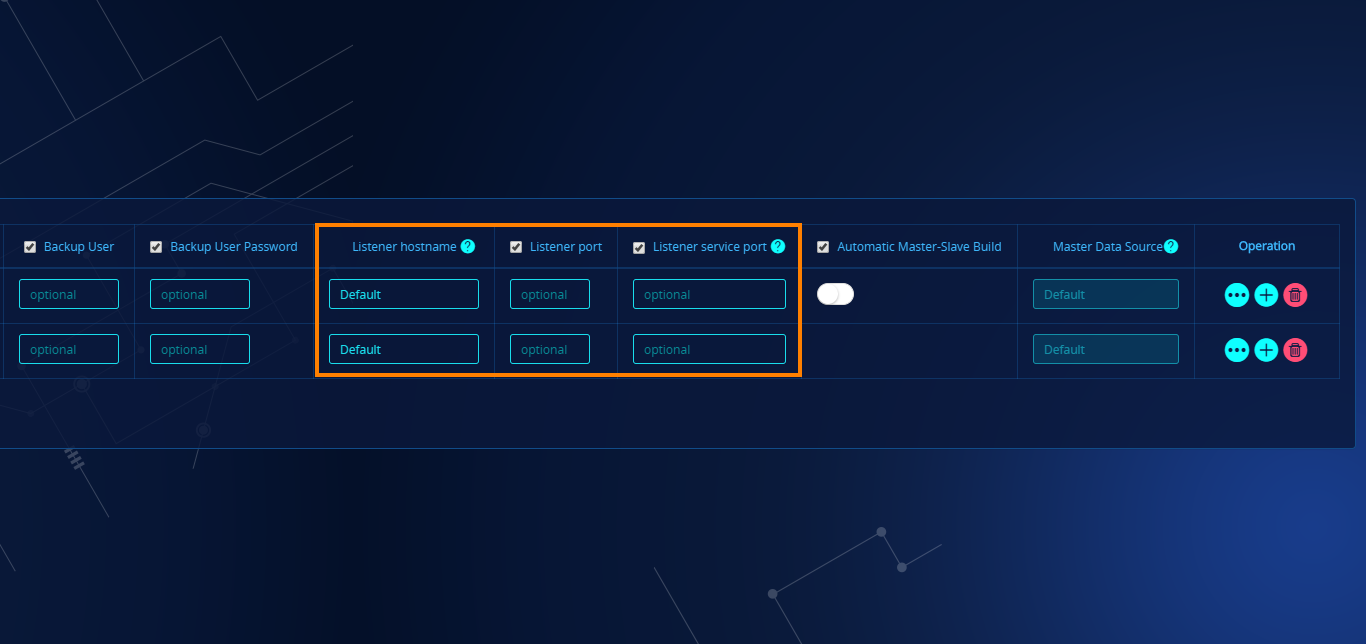 Backup User Backup User Password Listener hostname ? Listener port Listener service port ? Automatic Master-Slave Build Master Data Source ? Operation
optional optional Default optional optional Default
optional optional Default optional optional Default